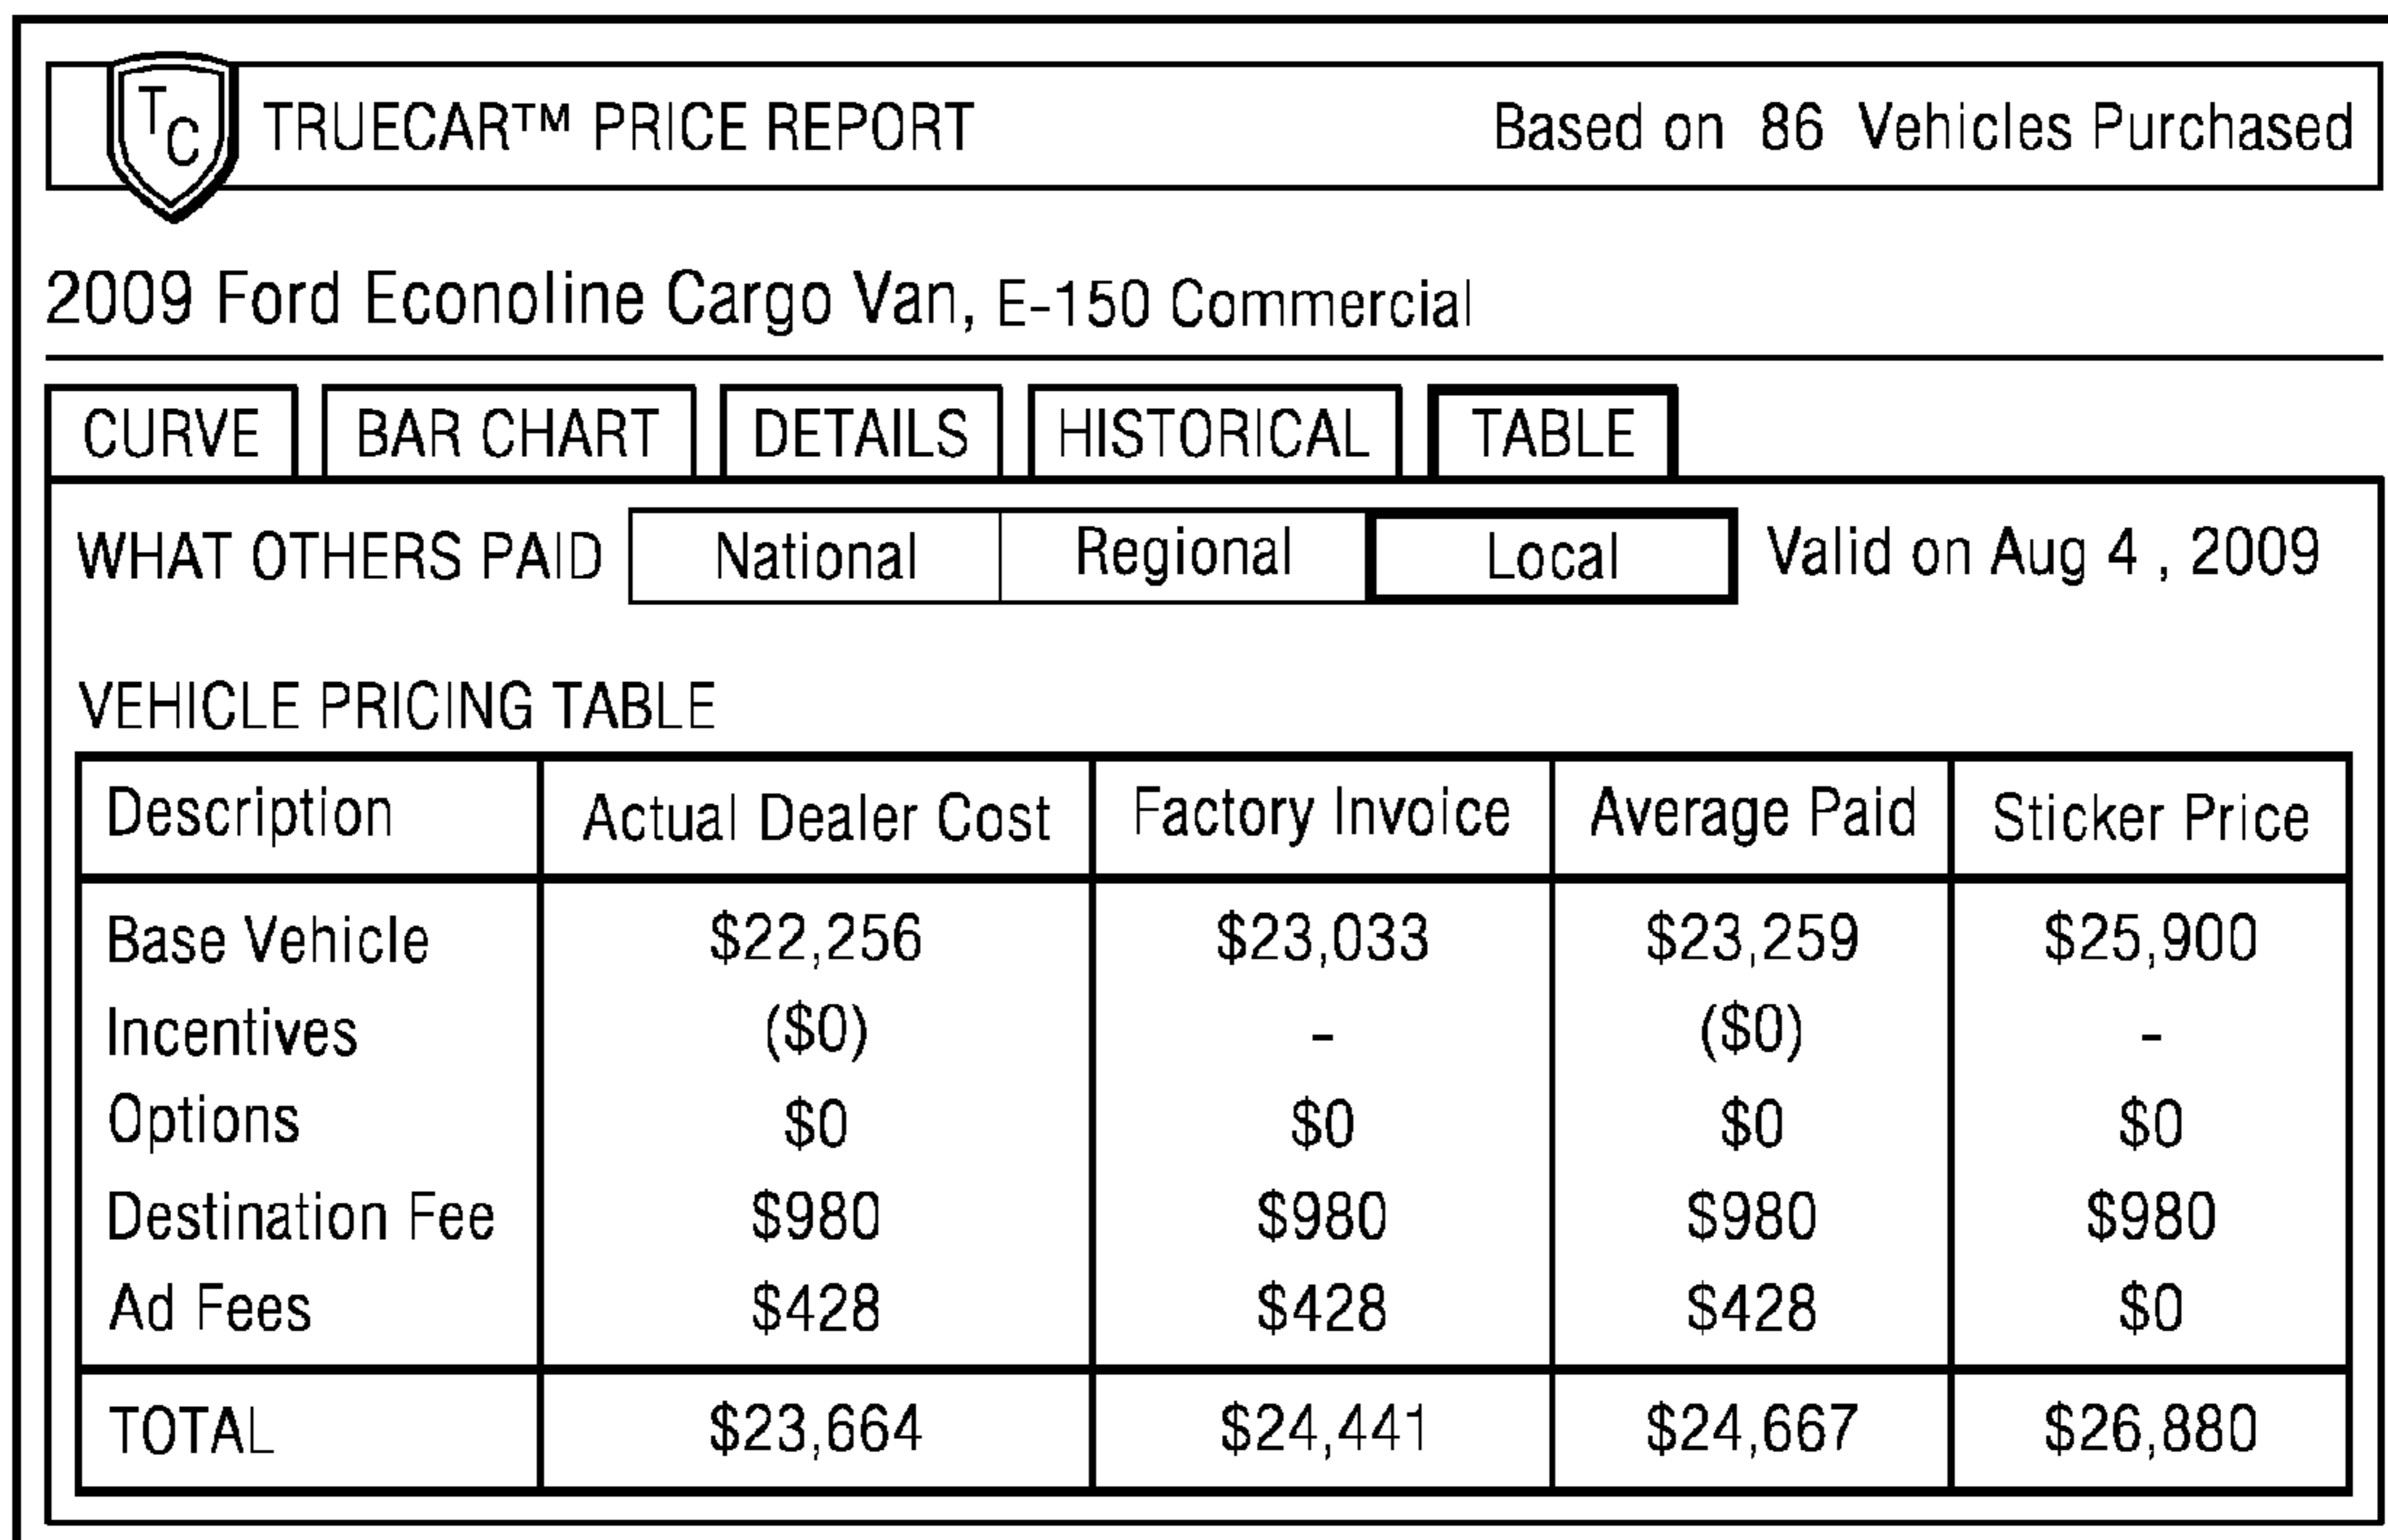 TC TRUECAR™ PRICE REPORT Based on 86 Vehicles Purchased
2009 Ford Econoline Cargo Van, E-150 Commercial
CURVE BAR CHART DETAILS HISTORICAL TABLE
WHAT OTHERS PAID National Regional Local Valid on Aug 4 , 2009
VEHICLE PRICING TABLE
Description Actual Dealer Cost Factory Invoice Average Paid Sticker Price
Base Vehicle $22,256 $23,033 $23,259 $25,900
Incentives ($0) - ($0) -
Options $0 $0 $0 $0
Destination Fee $980 $980 $980 $980
Ad Fees $428 $428 $428 $0
TOTAL $23,664 $24,441 $24,667 $26,880